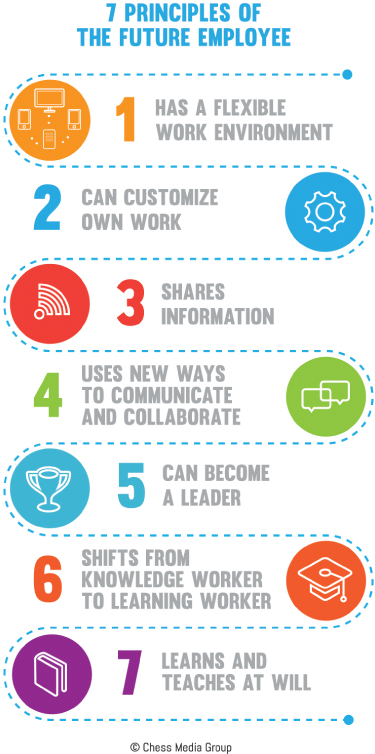 7 PRINCIPLES OF
THE FUTURE EMPLOYEE
1 HAS A FLEXIBLE
WORK ENVIRONMENT
2 CAN CUSTOMIZE
OWN WORK
3 SHARES
INFORMATION
4 USES NEW WAYS
TO COMMUNICATE
AND COLLABORATE
5 CAN BECOME
A LEADER
6 SHIFTS FROM
KNOWLEDGE WORKER
TO LEARNING WORKER
7 LEARNS AND
TEACHES AT WILL
© Chess Media Group